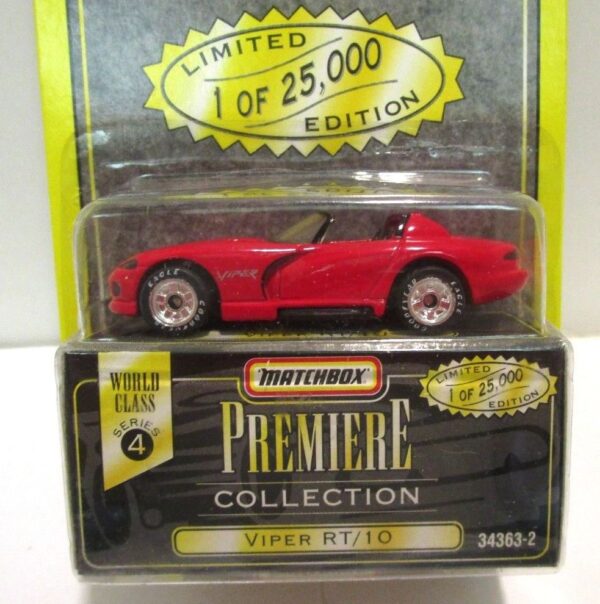 LIMITED
1 OF 25,000
EDITION
EAGLE
VIPER
EAGLE
WORLD
CLASS
SERIES
4
MATCHBOX
LIMITED
1 OF 25,000
EDITION
PREMIERE
COLLECTION
VIPER RT/10
34363-2